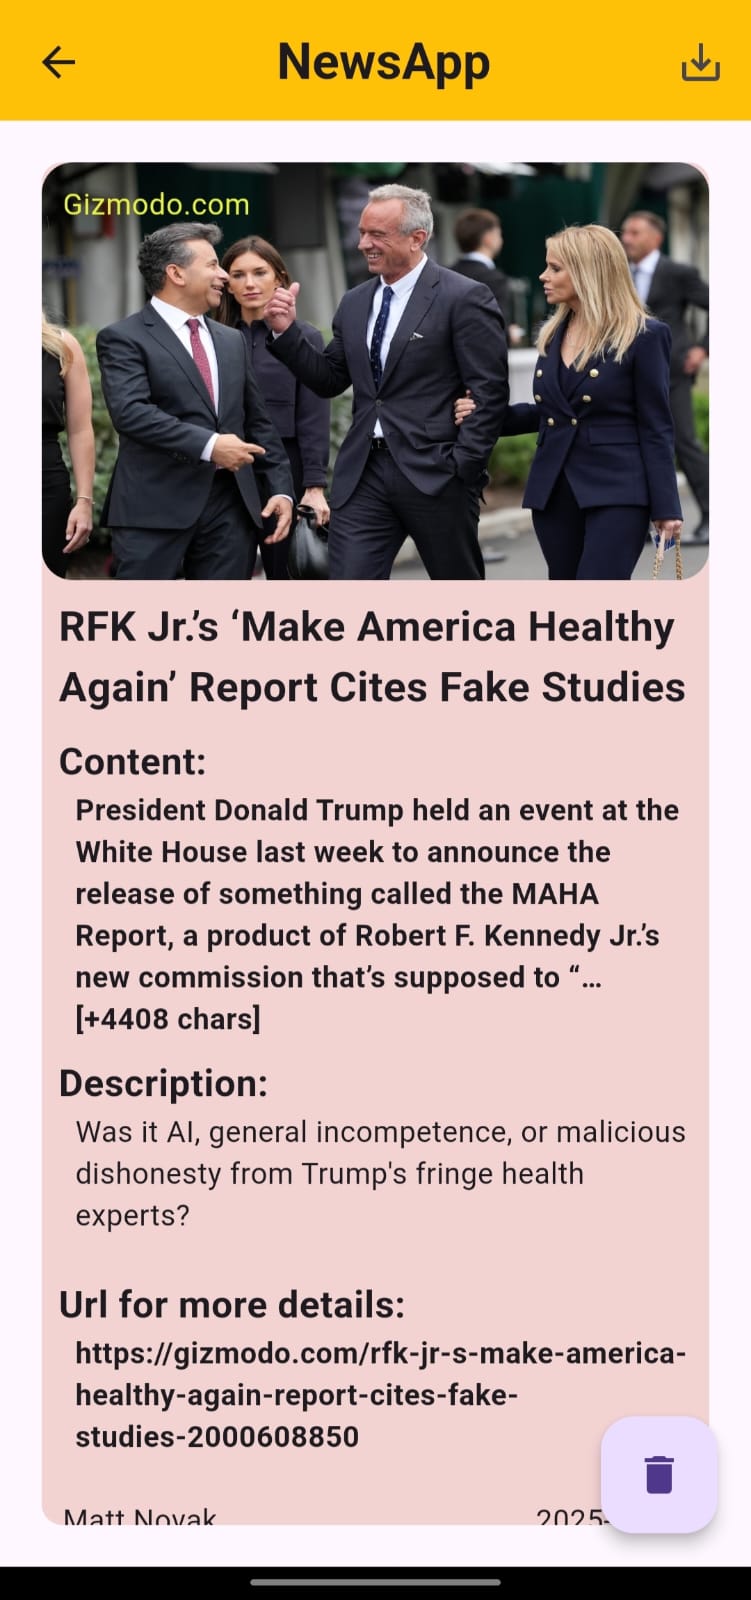 NewsApp
Gizmodo.com
RFK Jr.’s ‘Make America Healthy
Again’ Report Cites Fake Studies
Content:
President Donald Trump held an event at the
White House last week to announce the
release of something called the MAHA
Report, a product of Robert F. Kennedy Jr.’s
new commission that’s supposed to “…
[+4408 chars]
Description:
Was it AI, general incompetence, or malicious
dishonesty from Trump's fringe health
experts?
Url for more details:
https://gizmodo.com/rfk-jr-s-make-america-
healthy-again-report-cites-fake-
studies-2000608850
Matt Novak
2025-